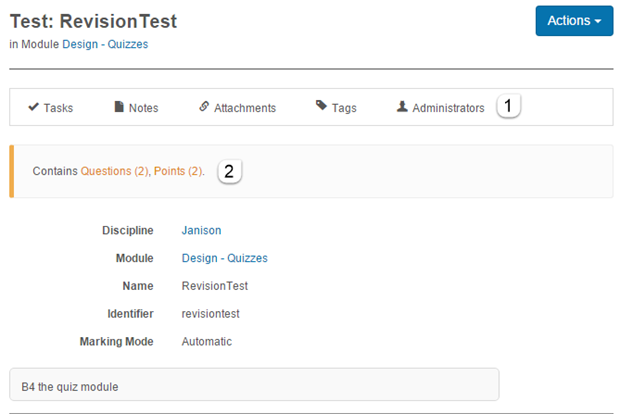 Test: RevisionTest
Actions
in Module Design - Quizzes
Tasks Notes Attachments Tags Administrators 1
Contains Questions (2), Points (2). 2
Discipline Janison
Module Design - Quizzes
Name RevisionTest
Identifier revisiontest
Marking Mode Automatic
B4 the quiz module